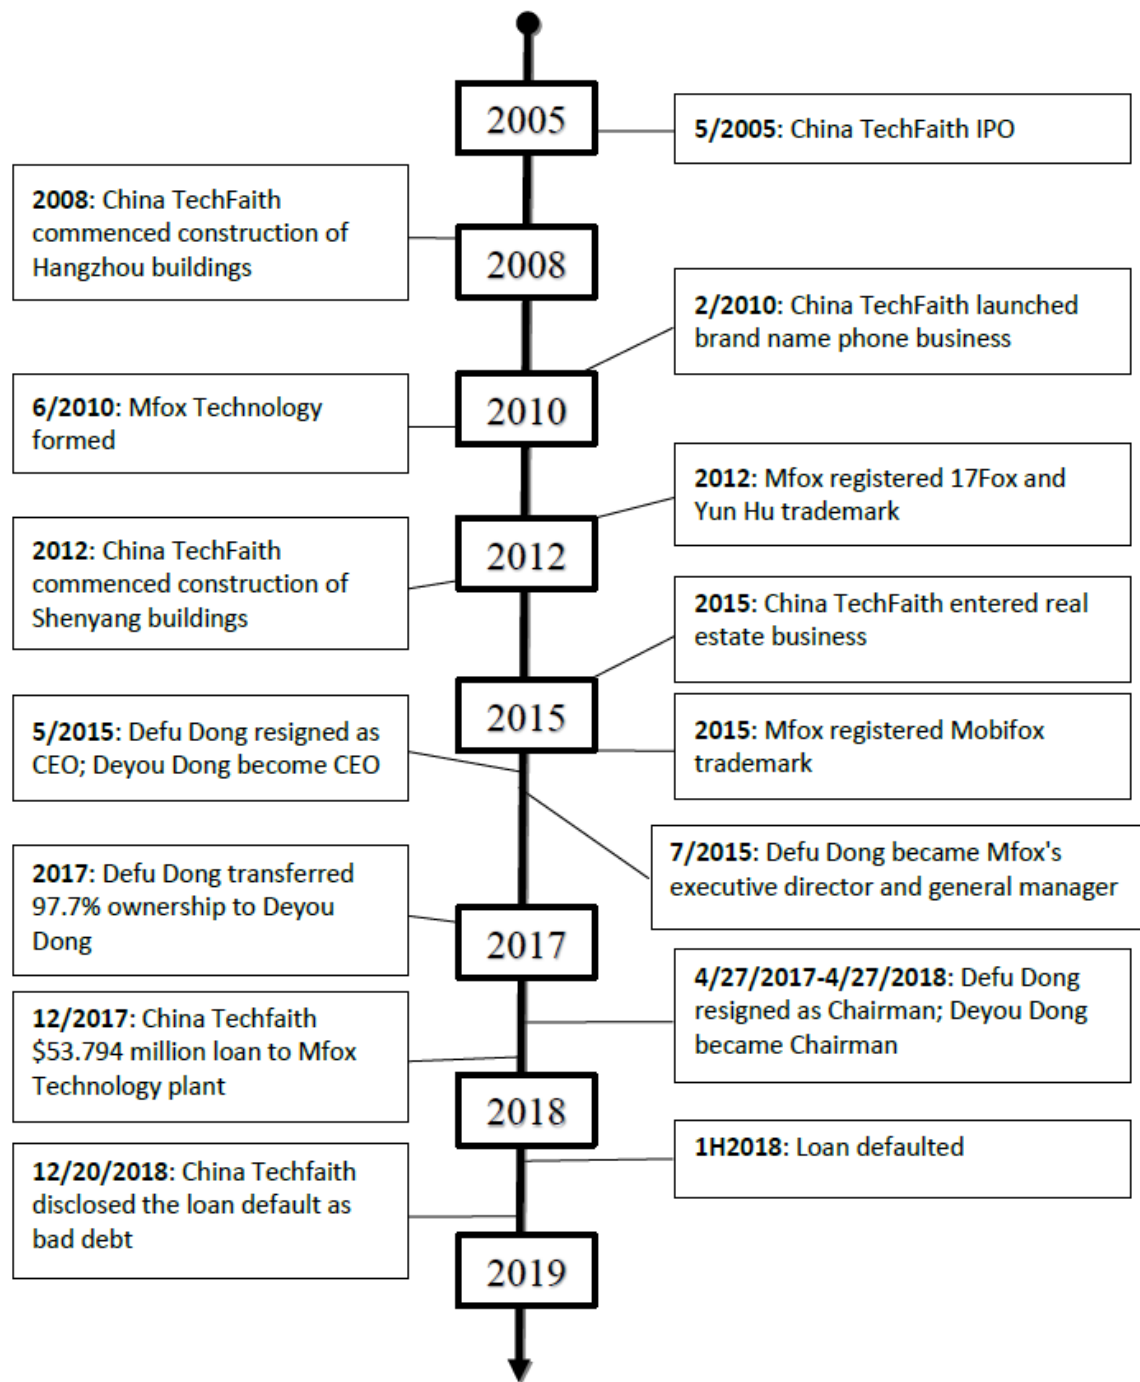 2005
5/2005: China TechFaith IPO
2008: China TechFaith
commenced construction of
Hangzhou buildings
2008
2/2010: China TechFaith launched
brand name phone business
6/2010: Mfox Technology
formed
2010
2012: Mfox registered 17Fox and
Yun Hu trademark
2012: China TechFaith
commenced construction of
Shenyang buildings
2012
2015: China TechFaith entered real
estate business
2015
5/2015: Defu Dong resigned as
CEO; Deyou Dong become CEO
2015: Mfox registered Mobifox
trademark
7/2015: Defu Dong became Mfox's
executive director and general manager
2017: Defu Dong transferred
97.7% ownership to Deyou
Dong
2017
4/27/2017-4/27/2018: Defu Dong
resigned as Chairman; Deyou Dong
became Chairman
12/2017: China Techfaith
$53.794 million loan to Mfox
Technology plant
2018
1H2018: Loan defaulted
12/20/2018: China Techfaith
disclosed the loan default as
bad debt
2019